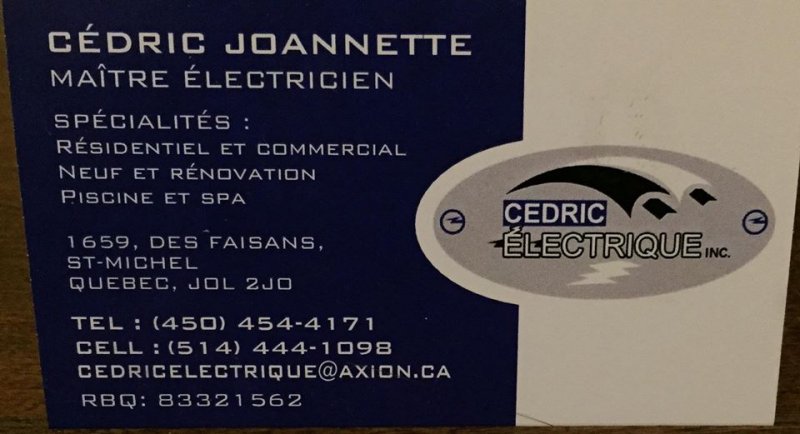 CÉDRIC JOANNETTE
MAÎTRE ÉLECTRICIEN
SPÉCIALITÉS :
RÉSIDENTIEL ET COMMERCIAL
NEUF ET RÉNOVATION
PISCINE ET SPA
1659, DES FAISANS,
ST-MICHEL
QUEBEC, J0L 2J0
TEL : (450) 454-4171
CELL : (514) 444-1098
CEDRICELECTRIQUE@AXION.CA
RBQ: 83321562
CEDRIC
ÉLECTRIQUE INC.